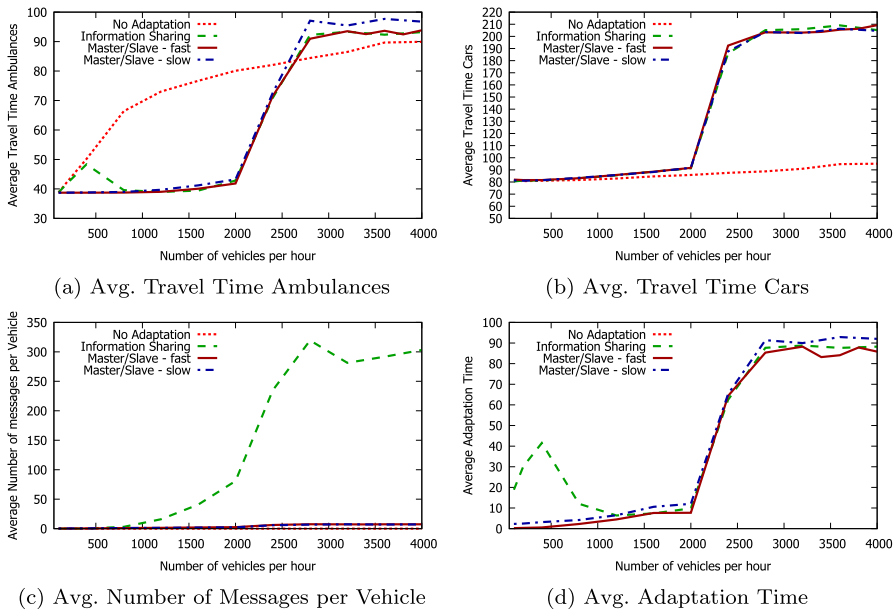 No Adaptation
Information Sharing
Master/Slave - fast
Master/Slave - slow
Average Travel Time Ambulances
100
90
80
70
60
50
40
30
500 1000 1500 2000 2500 3000 3500 4000
Number of vehicles per hour
(a) Avg. Travel Time Ambulances
No Adaptation
Information Sharing
Master/Slave - fast
Master/Slave - slow
Average Travel Time Cars
220
210
200
190
180
170
160
150
140
130
120
110
100
90
80
70
60
50
500 1000 1500 2000 2500 3000 3500 4000
Number of vehicles per hour
(b) Avg. Travel Time Cars
No Adaptation
Information Sharing
Master/Slave - fast
Master/Slave - slow
Average Number of messages per Vehicle
350
300
250
200
150
100
50
0
500 1000 1500 2000 2500 3000 3500 4000
Number of vehicles per hour
(c) Avg. Number of Messages per Vehicle
No Adaptation
Information Sharing
Master/Slave - fast
Master/Slave - slow
Average Adaptation Time
100
90
80
70
60
50
40
30
20
10
0
500 1000 1500 2000 2500 3000 3500 4000
Number of vehicles per hour
(d) Avg. Adaptation Time